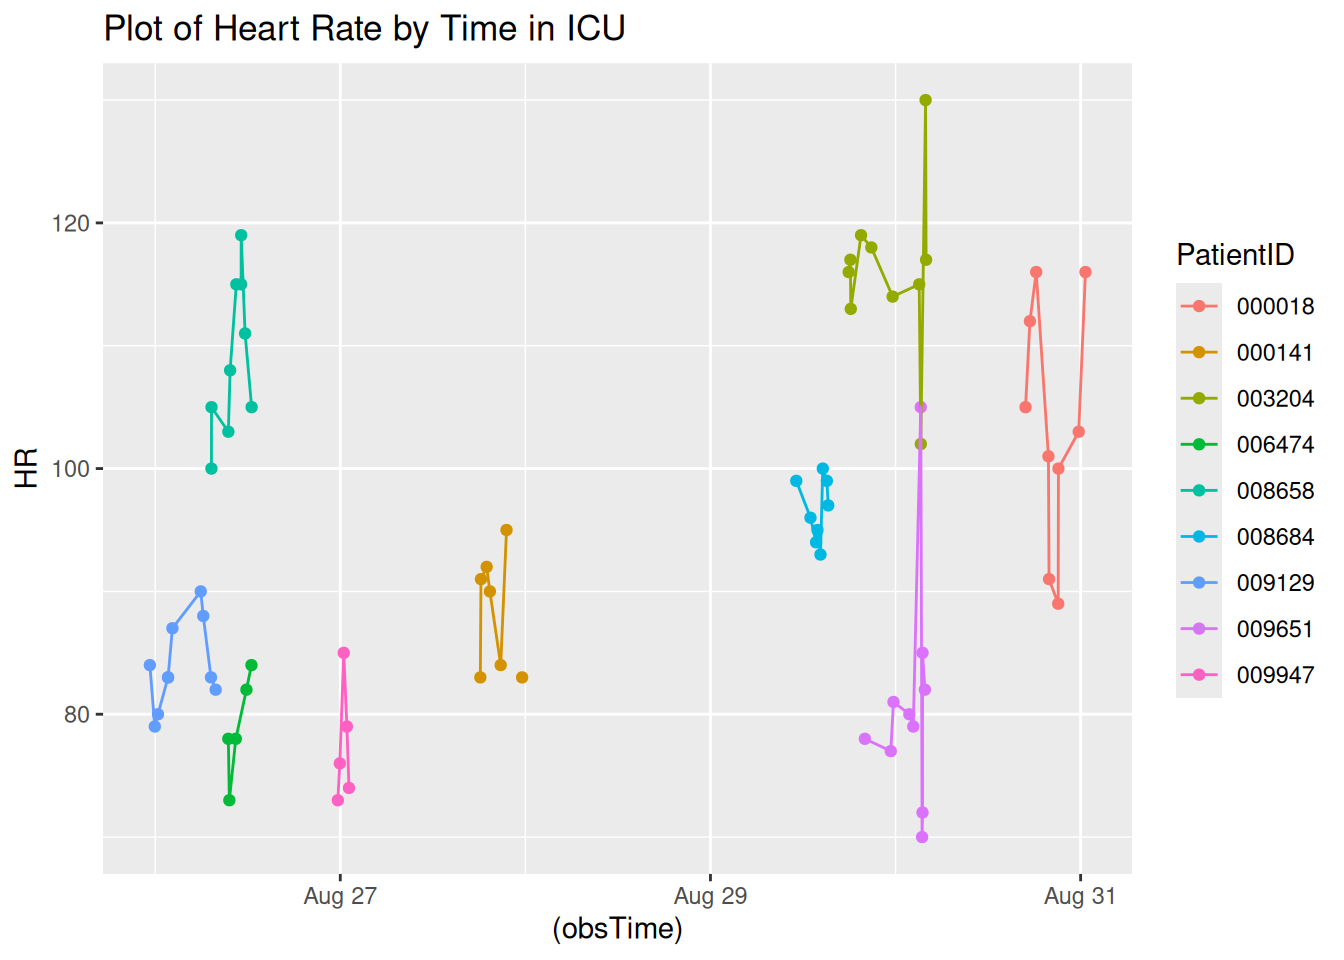 Plot of Heart Rate by Time in ICU
120
100
80
HR
Aug 27
Aug 29
Aug 31
(obsTime)
PatientID
000018
000141
003204
006474
008658
008684
009129
009651
009947